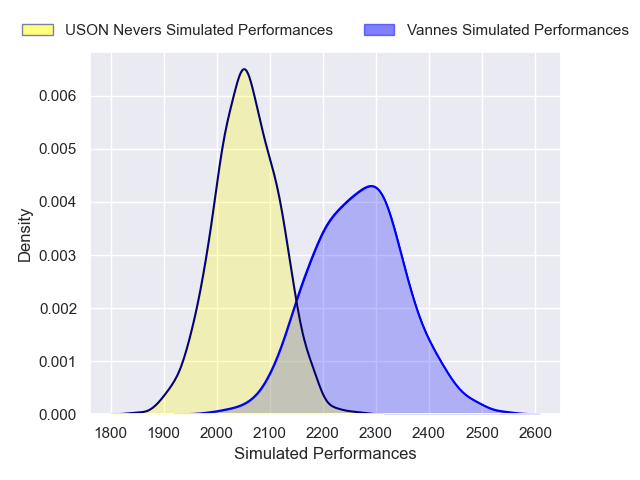 USON Nevers Simulated Performances
Vannes Simulated Performances
0.006
0.005
0.004
0.003
0.002
0.001
0.000
Density
1800 1900 2000 2100 2200 2300 2400 2500 2600
Simulated Performances